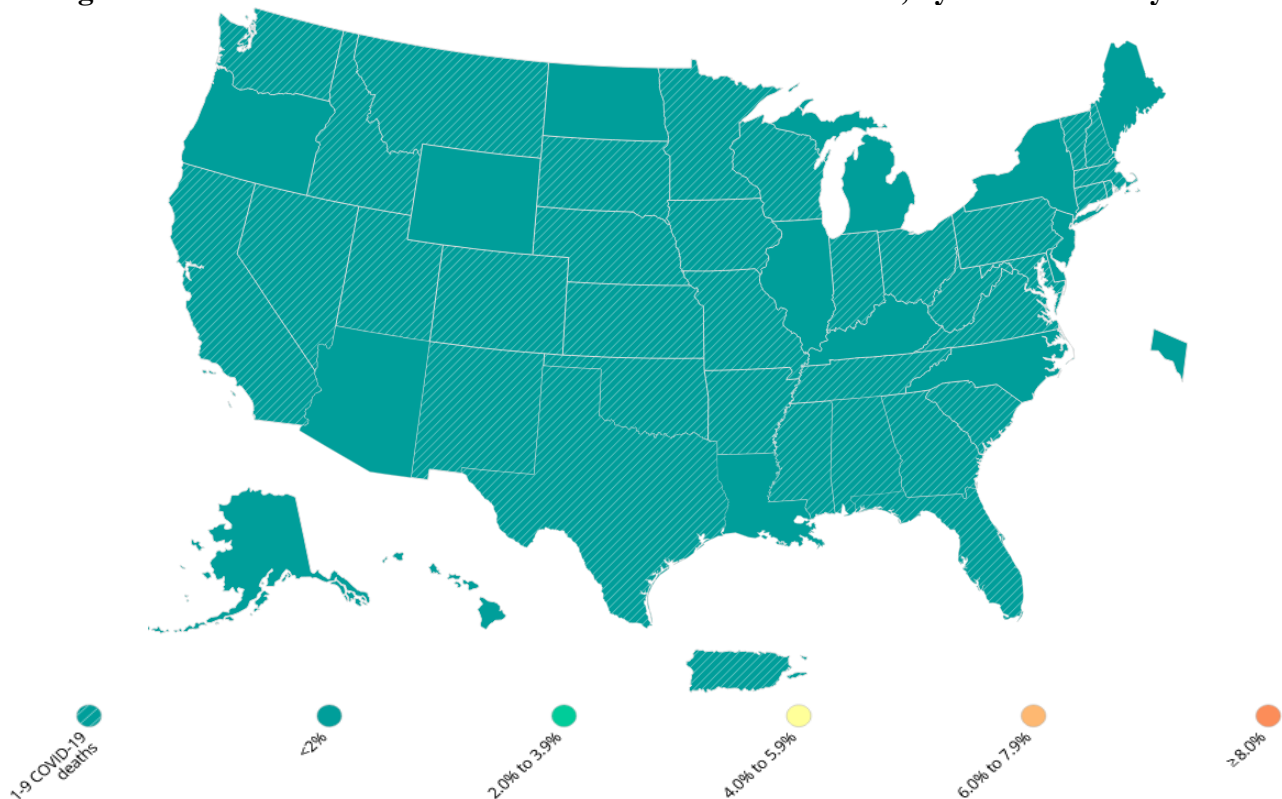 1-9 COVID-19
deaths
<2%
2.0% to 3.9%
4.0% to 5.9%
6.0% to 7.9%
≥8.0%